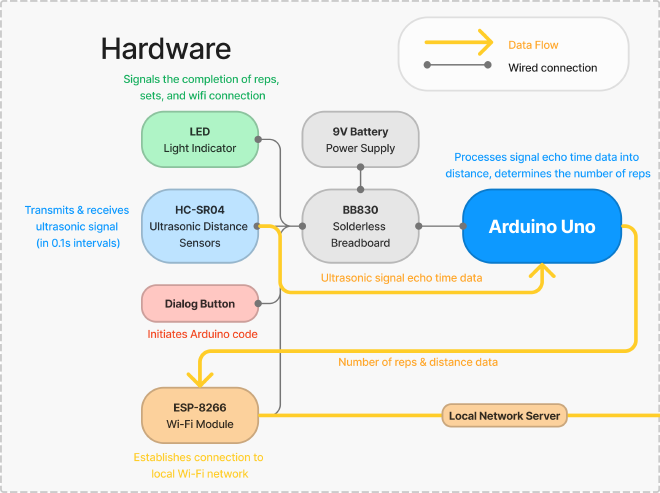 Hardware
Data Flow
Wired connection
Signals the completion of reps,
sets, and wifi connection
LED
Light Indicator
9V Battery
Power Supply
Processes signal echo time data into
distance, determines the number of reps
Transmits & receives
ultrasonic signal
(in 0.1s intervals)
HC-SR04
Ultrasonic Distance
Sensors
BB830
Solderless
Breadboard
Arduino Uno
Ultrasonic signal echo time data
Dialog Button
Initiates Arduino code
Number of reps & distance data
ESP-8266
Wi-Fi Module
Local Network Server
Establishes connection to
local Wi-Fi network